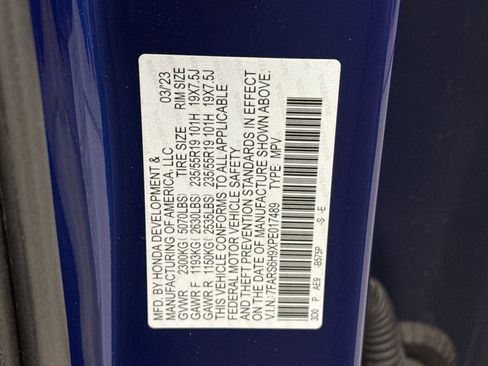 MFD. BY HONDA DEVELOPMENT & 03/'23
MANUFACTURING OF AMERICA, LLC
GVWR 2300KG( 5070LBS) TIRE SIZE RIM SIZE
GAWR F 1193KG( 2630LBS) 235/55R19 101H 19X7.5J
GAWR R 1150KG( 2535LBS) 235/55R19 101H 19X7.5J
THIS VEHICLE CONFORMS TO ALL APPLICABLE
FEDERAL MOTOR VEHICLE SAFETY
AND THEFT PREVENTION STANDARDS IN EFFECT
ON THE DATE OF MANUFACTURE SHOWN ABOVE.
V.I.N.:7FARS6H9XPE017489 TYPE: MPV
-S -E
3D0 P AE9 -B575P